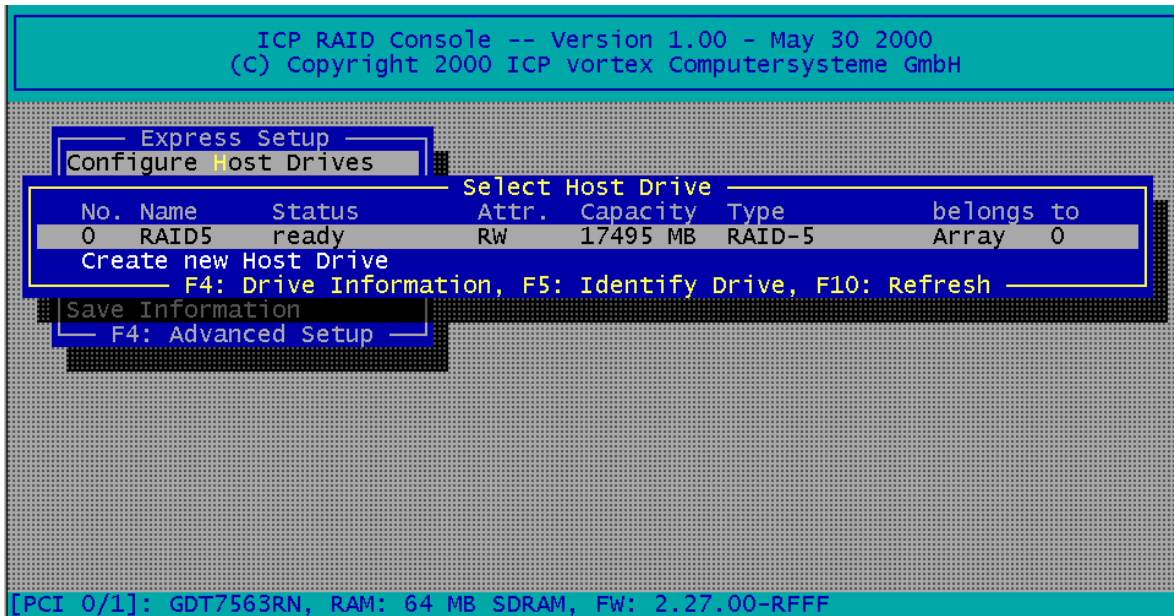 ICP RAID Console -- Version 1.00 - May 30 2000
(C) Copyright 2000 ICP vortex Computersysteme GmbH
Express Setup
Configure Host Drives
Select Host Drive
No. Name Status Attr. Capacity Type belongs to
0 RAID5 ready RW 17495 MB RAID-5 Array 0
Create new Host Drive
F4: Drive Information, F5: Identify Drive, F10: Refresh
Save Information
F4: Advanced Setup
[PCI 0/1]: GDT7563RN, RAM: 64 MB SDRAM, FW: 2.27.00-RFFF